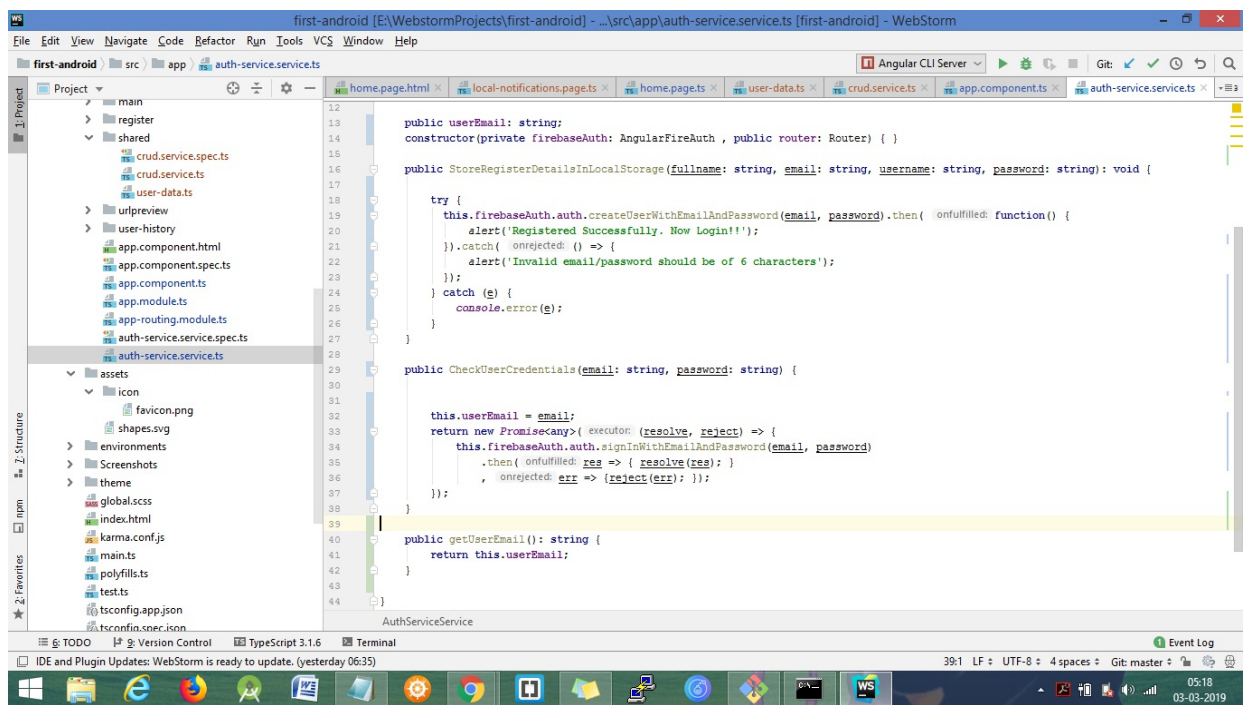 WS
first-android [E:\WebstormProjects\first-android] - ...\src\app\auth-service.service.ts [first-android] - WebStorm
File Edit View Navigate Code Refactor Run Tools VCS Window Help
first-android src app auth-service.service.ts
Angular CLI Server Git:
1: Project
Project
home.page.html local-notifications.page.ts home.page.ts user-data.ts crud.service.ts app.component.ts auth-service.service.ts 3
main
register
shared
crud.service.spec.ts
crud.service.ts
user-data.ts
urlpreview
user-history
app.component.html
app.component.spec.ts
app.component.ts
app.module.ts
app-routing.module.ts
auth-service.service.spec.ts
auth-service.service.ts
assets
icon
favicon.png
shapes.svg
environments
Screenshots
theme
global.scss
index.html
karma.conf.js
main.ts
polyfills.ts
test.ts
tsconfig.app.json
tsconfig.spec.json
7: Structure
npm
2: Favorites
12
13 public userEmail: string;
14 constructor(private firebaseAuth: AngularFireAuth , public router: Router) { }
15
16 public StoreRegisterDetailsInLocalStorage(fullname: string, email: string, username: string, password: string): void {
17
18 try {
19 this.firebaseAuth.auth.createUserWithEmailAndPassword(email, password).then( onfulfilled: function() {
20 alert('Registered Successfully. Now Login!!');
21 }).catch( onrejected: () => {
22 alert('Invalid email/password should be of 6 characters');
23 });
24 } catch (e) {
25 console.error(e);
26 }
27 }
28
29 public CheckUserCredentials(email: string, password: string) {
30
31
32 this.userEmail = email;
33 return new Promise<any>( executor: (resolve, reject) => {
34 this.firebaseAuth.auth.signInWithEmailAndPassword(email, password)
35 .then( onfulfilled: res => { resolve(res); }
36 , onrejected: err => {reject(err); });
37 });
38 }
39
40 public getUserEmail(): string {
41 return this.userEmail;
42 }
43
44 }
AuthServiceService
6: TODO 9: Version Control TypeScript 3.1.6 Terminal 1 Event Log
IDE and Plugin Updates: WebStorm is ready to update. (yesterday 06:35) 39:1 LF UTF-8 4 spaces Git: master
WS
05:18
03-03-2019